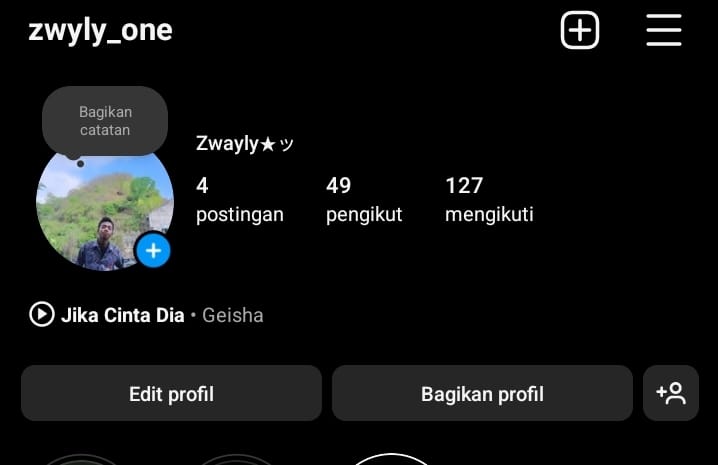 zwyly_one
Bagikan
catatan
Zwayly★ッ
4
postingan
49
pengikut
127
mengikuti
Jika Cinta Dia • Geisha
Edit profil
Bagikan profil